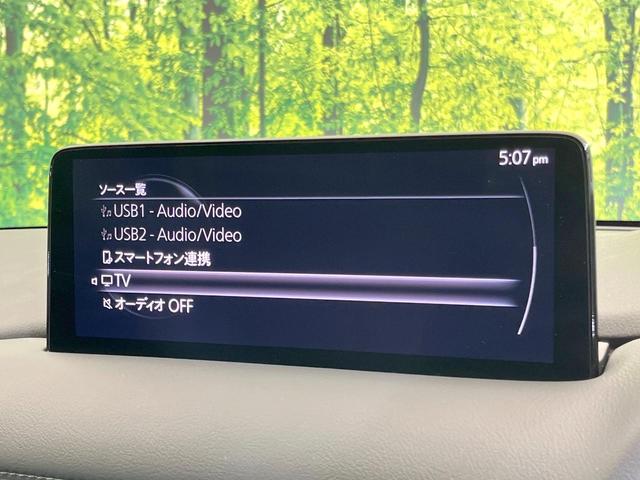 5:07 pm
ソース一覧
USB1 - Audio/Video
USB2 - Audio/Video
スマートフォン連携
TV
オーディオ OFF